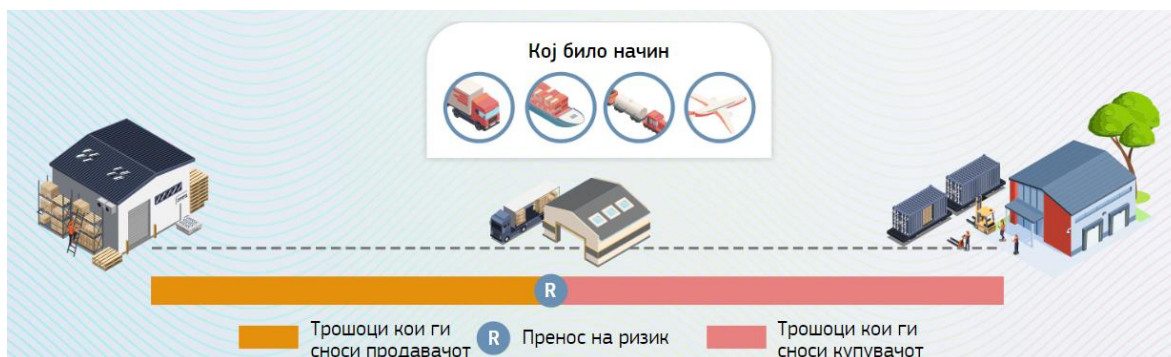 Кој било начин
R
Трошоци кои ги
сноси продавачот
R
Пренос на ризик
Трошоци кои ги
сноси купувачот